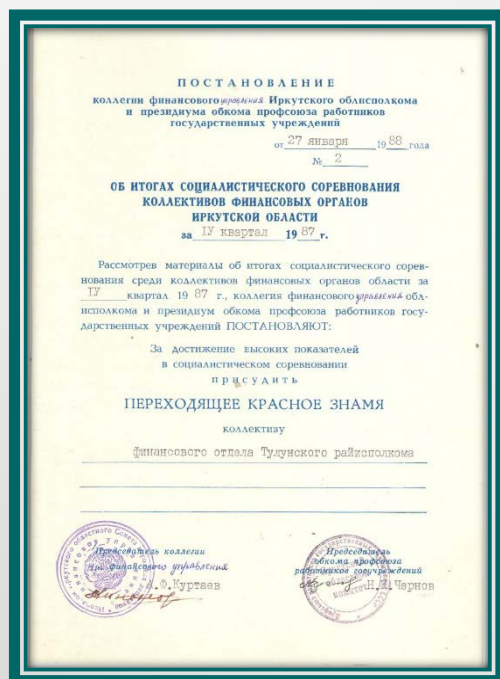 ПОСТАНОВЛЕНИЕ
коллегии финансового управления Иркутского облисполкома
и президиума обкома профсоюза работников
государственных учреждений
от 27 января 1988 года
№ 2
ОБ ИТОГАХ СОЦИАЛИСТИЧЕСКОГО СОРЕВНОВАНИЯ
КОЛЛЕКТИВОВ ФИНАНСОВЫХ ОРГАНОВ
ИРКУТСКОЙ ОБЛАСТИ
за IУ квартал 1987 г.
Рассмотрев материалы об итогах социалистического сорев-
нования среди коллективов финансовых органов области за
IУ квартал 1987 г., коллегия финансового управления обл-
исполкома и президиум обкома профсоюза работников госу-
дарственных учреждений ПОСТАНОВЛЯЮТ:
За достижение высоких показателей
в социалистическом соревновании
присудить
ПЕРЕХОДЯЩЕЕ КРАСНОЕ ЗНАМЯ
коллективу
финансового отдела Тулунского райисполкома
Председатель коллегии
финансового управления
Ф.Куртаев
Председатель
обкома профсоюза
работников госучреждений
Чернов